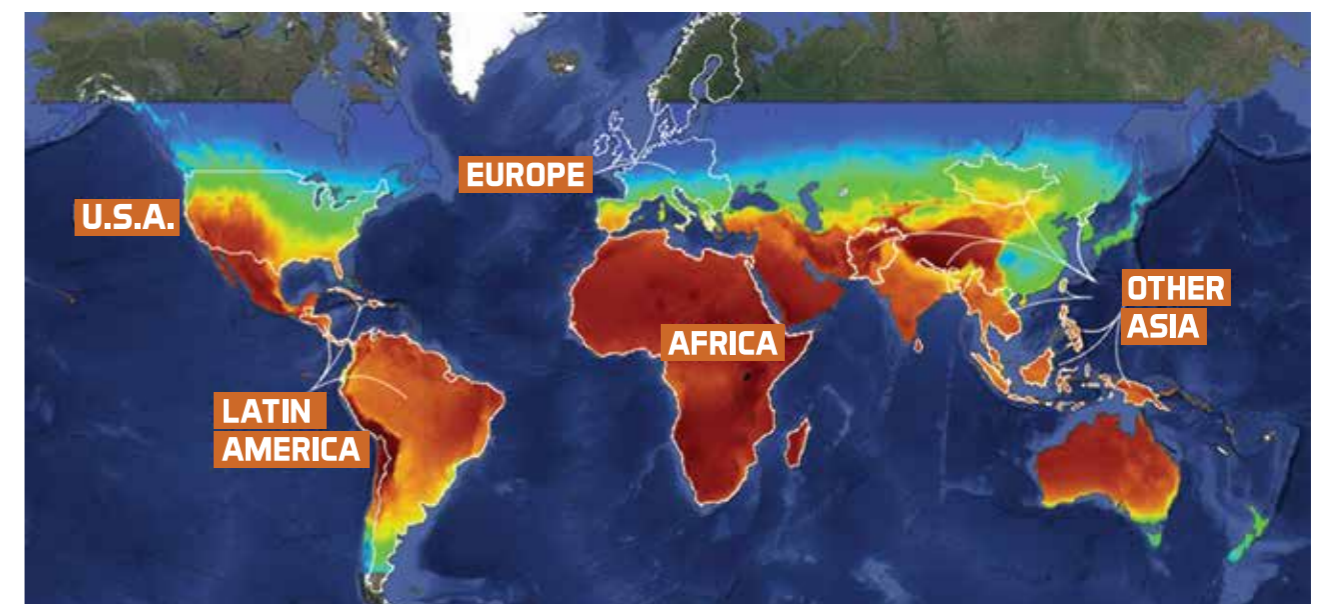 EUROPE
U.S.A.
OTHER
ASIA
AFRICA
LATIN
AMERICA